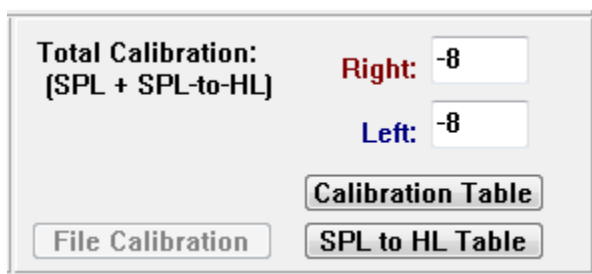 Total Calibration:
(SPL + SPL-to-HL)
Right: -8
Left: -8
Calibration Table
File Calibration
SPL to HL Table